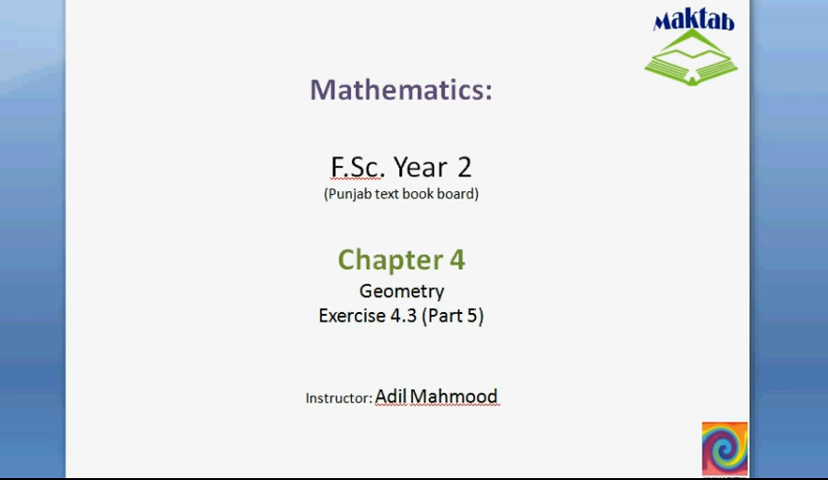 Maktab
Mathematics:
F.Sc. Year 2
(Punjab text book board)
Chapter 4
Geometry
Exercise 4.3 (Part 5)
Instructor: Adil Mahmood